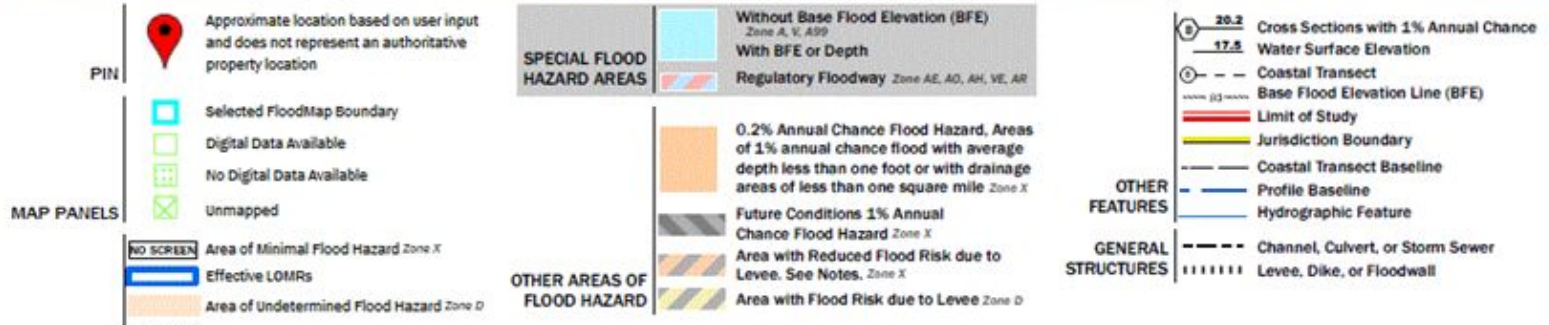 PIN
Approximate location based on user input
and does not represent an authoritative
property location
MAP PANELS
Selected FloodMap Boundary
Digital Data Available
No Digital Data Available
Unmapped
NO SCREEN Area of Minimal Flood Hazard Zone X
Effective LOMRs
Area of Undetermined Flood Hazard Zone D
SPECIAL FLOOD
HAZARD AREAS
Without Base Flood Elevation (BFE)
Zone A, V, A99
With BFE or Depth
Regulatory Floodway Zone AE, AO, AH, VE, AR
OTHER AREAS OF
FLOOD HAZARD
0.2% Annual Chance Flood Hazard, Areas
of 1% annual chance flood with average
depth less than one foot or with drainage
areas of less than one square mile Zone X
Future Conditions 1% Annual
Chance Flood Hazard Zone X
Area with Reduced Flood Risk due to
Levee. See Notes. Zone X
Area with Flood Risk due to Levee Zone D
OTHER
FEATURES
20.2 Cross Sections with 1% Annual Chance
17.5 Water Surface Elevation
Coastal Transect
Base Flood Elevation Line (BFE)
Limit of Study
Jurisdiction Boundary
Coastal Transect Baseline
Profile Baseline
Hydrographic Feature
GENERAL
STRUCTURES
Channel, Culvert, or Storm Sewer
Levee, Dike, or Floodwall